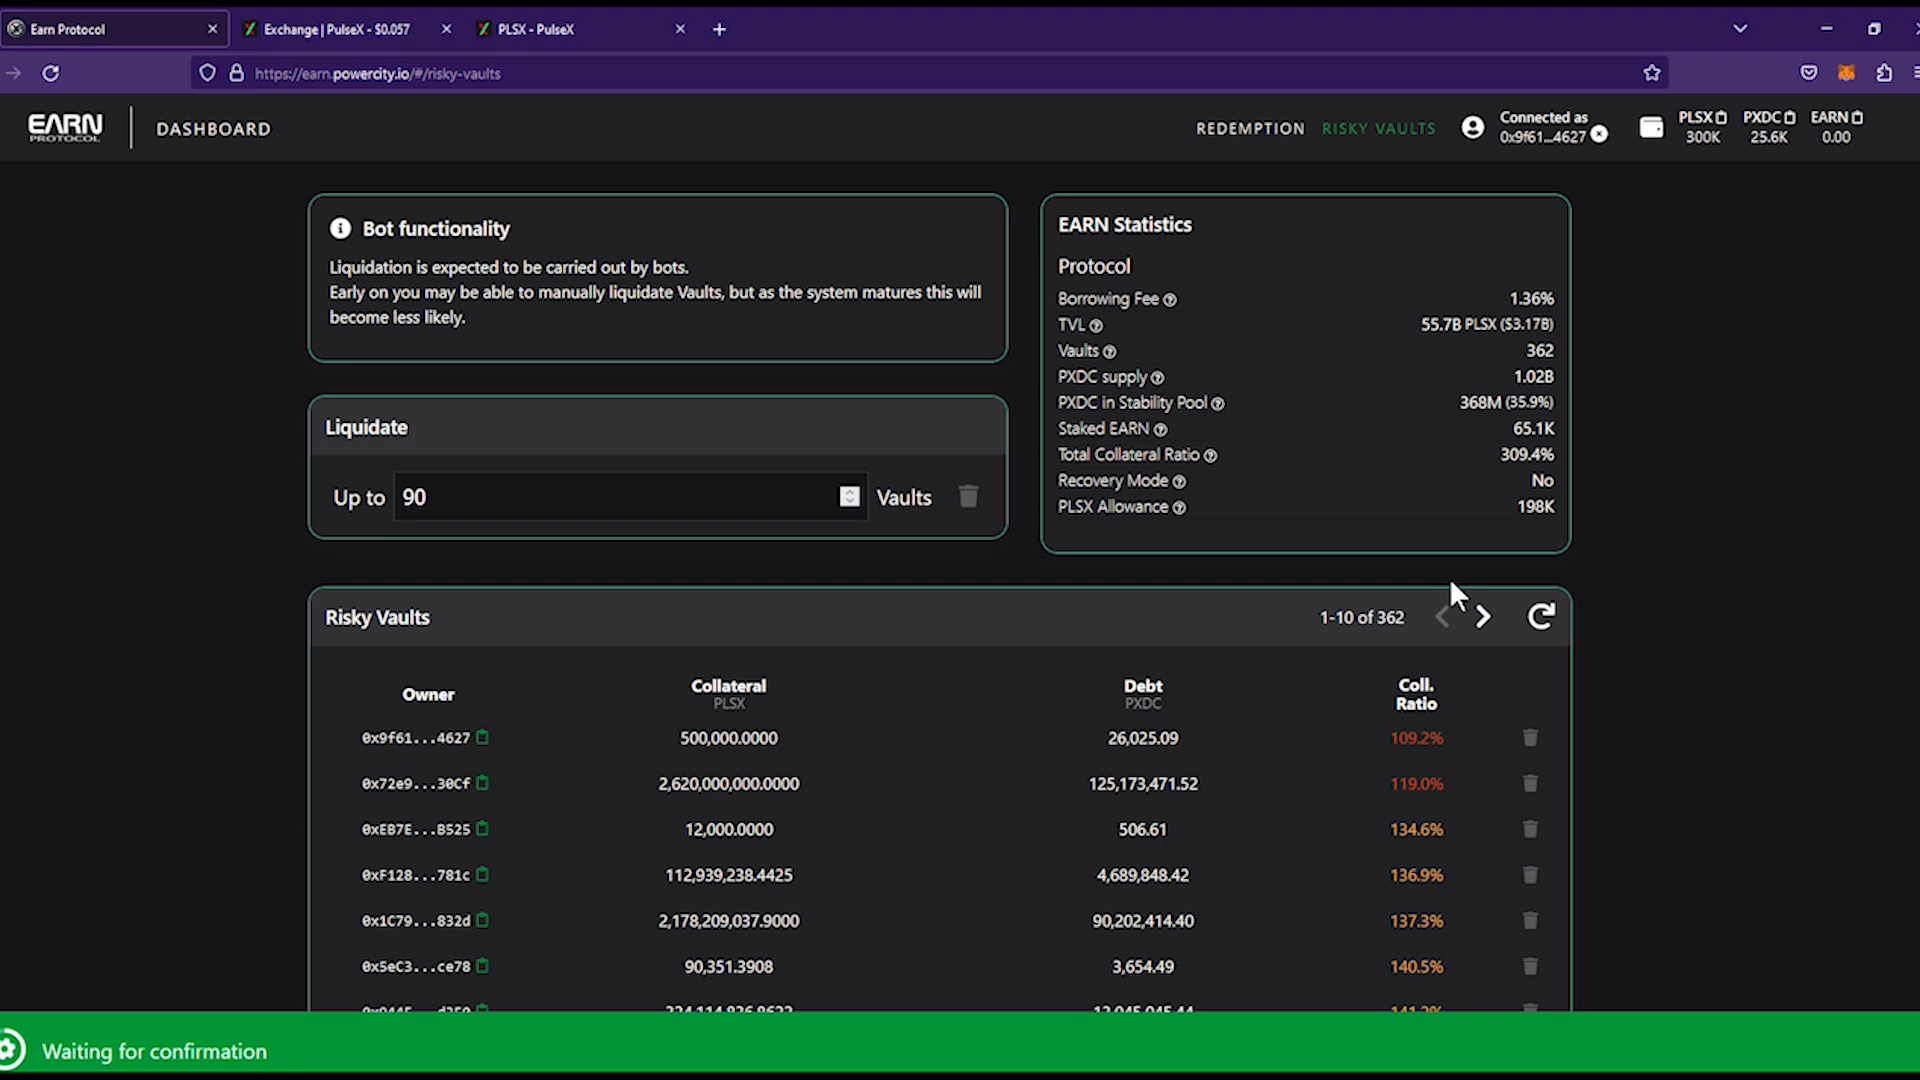 Earn Protocol
Exchange | PulseX - $0.057
PLSX - PulseX
https://earn.powercity.io/#/risky-vaults
EARN
PROTOCOL
DASHBOARD
REDEMPTION
RISKY VAULTS
Connected as
0x9f61...4627
PLSX
300K
PXDC
25.6K
EARN
0.00
Bot functionality
Liquidation is expected to be carried out by bots.
Early on you may be able to manually liquidate Vaults, but as the system matures this will
become less likely.
EARN Statistics
Protocol
Borrowing Fee 1.36%
TVL 55.7B PLSX ($3.17B)
Vaults 362
PXDC supply 1.02B
PXDC in Stability Pool 368M (35.9%)
Staked EARN 65.1K
Total Collateral Ratio 309.4%
Recovery Mode No
PLSX Allowance 198K
Liquidate
Up to 90 Vaults
Risky Vaults
1-10 of 362
Owner
Collateral
PLSX
Debt
PXDC
Coll.
Ratio
0x9f61...4627 500,000.0000 26,025.09 109.2%
0x72e9...30Cf 2,620,000,000.0000 125,173,471.52 119.0%
0xEB7E...B525 12,000.0000 506.61 134.6%
0xF128...781c 112,939,238.4425 4,689,848.42 136.9%
0x1C79...832d 2,178,209,037.9000 90,202,414.40 137.3%
0x5eC3...ce78 90,351.3908 3,654.49 140.5%
Waiting for confirmation